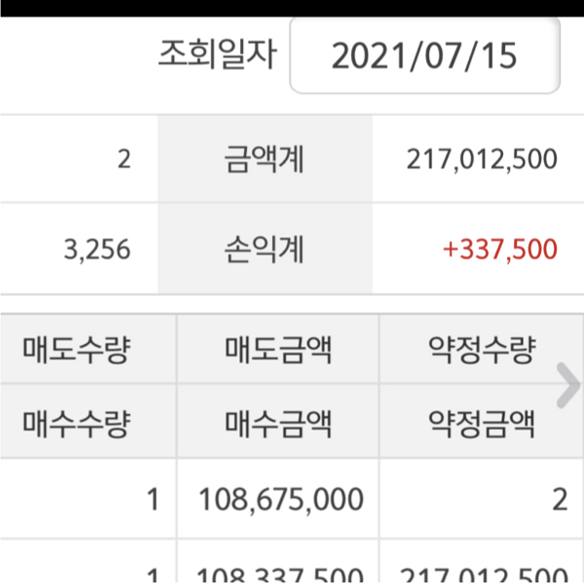 조회일자 2021/07/15
2 금액계 217,012,500
3,256 손익계 +337,500
매도수량 매도금액 약정수량
매수수량 매수금액 약정금액
1 108,675,000 2
1 108,337,500 217,012,500